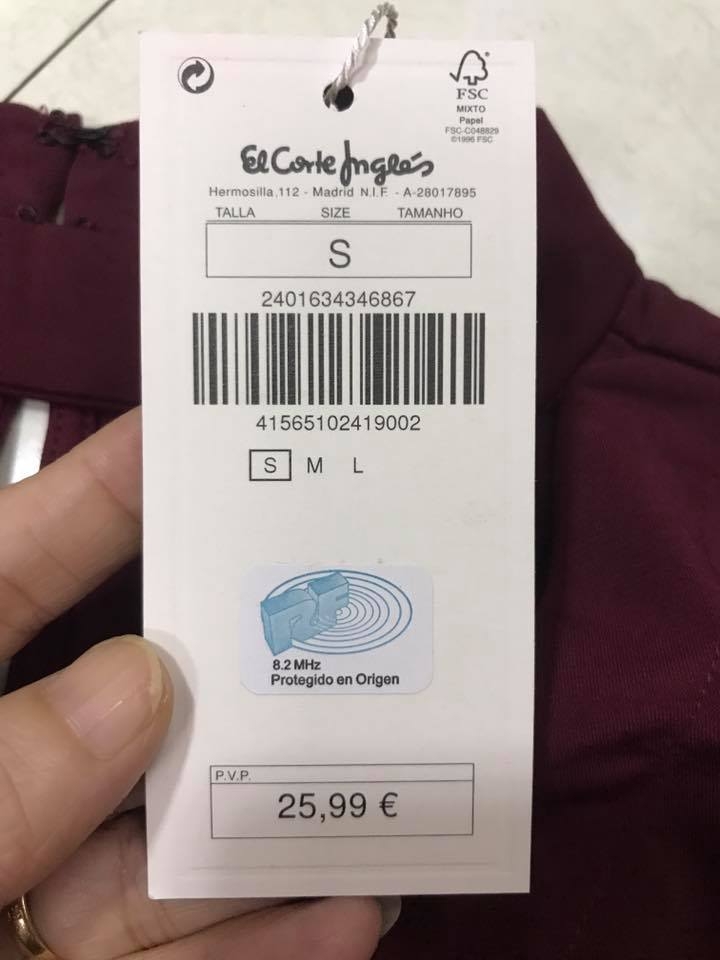 FSC
MIXTO
Papel
FSC-C048829
©1996 FSC
El Corte Inglés
Hermosilla,112 - Madrid N.I.F. - A-28017895
TALLA SIZE TAMANHO
S
2401634346867
41565102419002
S M L
RF
8.2 MHz
Protegido en Origen
P.V.P.
25,99 €